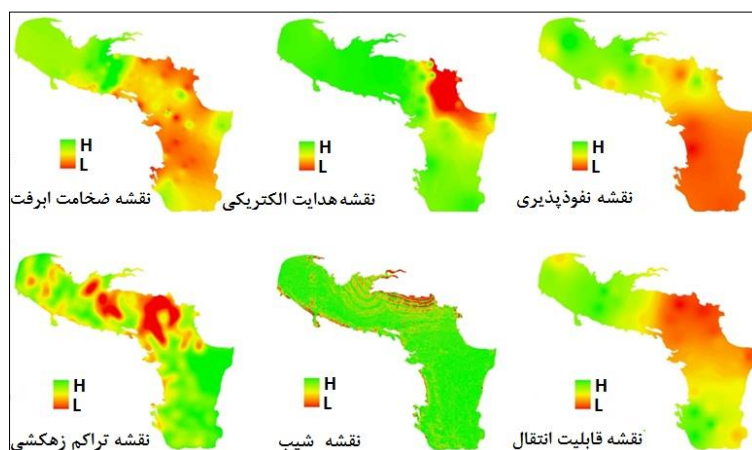 H
L
نقشه ضخامت ابرفت
H
L
نقشه هدایت الکتریکی
H
L
نقشه نفوذپذیری
H
L
نقشه تراکم زهکشی
H
L
نقشه شیب
H
L
نقشه قابلیت انتقال